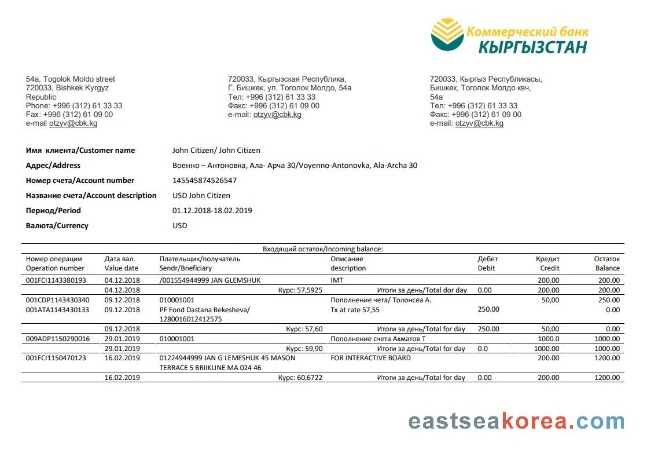 Коммерческий банк
КЫРГЫЗСТАН
54a, Togolok Moldo street
720033, Bishkek Kyrgyz
Republic
Phone: +996 (312) 61 33 33
Fax: +996 (312) 61 09 00
e-mail otzyv@cbk.kg
720033, Кыргызская Республика,
Г. Бишкек, ул. Тоголок Молдо, 54а
Тел: +996 (312) 61 33 33
Факс: +996 (312) 61 09 00
e-mail: otzyv@cbk.kg
720033, Кыргыз Республикасы,
Бишкек, Тоголок Молдо квч,
54а
Тел: +996 (312) 61 33 33
Факс: +996 (312) 61 09 00
e-mail: otzyv@cbk.kg
Имя клиента/Customer name John Citizen/ John Citizen
Адрес/Address Военно – Антоновка, Ала- Арча 30/Voyenno-Antonovka, Ala-Archa 30
Номер счета/Account number 145545874526547
Название счета/Account description USD John Citizen
Период/Period 01.12.2018-18.02.2019
Валюта/Currency USD
Входящий остаток/Incoming balance:
Номер операции Дата вал. Плательщик/получатель Описание Дебет Кредит Остаток
Operation number Value date Sendr/Bneficiary description Debit Credit Balance
001FCI1143380193 04.12.2018 /001554944999 JAN GLEMSHUK IMT 200.00 200.00
04.12.2018 Курс: 57,5925 Итоги за день/Total dor day 0.00 200.00 200.00
001CDP1143430340 09.12.2018 010001001 Пополнение чета/ Толонсеа А. 50,00 250.00
001ATA1143430133 09.12.2018 PF Fond Dastana Bekesheva/ Tx at rate 57,55 250.00 0.00
1280016012412575
09.12.2018 Курс: 57,60 Итоги за день/Total for day 250.00 50,00 0.00
009ADP1150290016 29.01.2019 010001001 Пополнение счета Ахматов Т 1000.0 1000.00
29.01.2019 Курс: 59,90 Итоги за день/Total for day 0.0 1000.0 1000.00
001FCI1150470123 16.02.2019 01224944999 JAN G LEMESHUK 45 MASON FOR INTERACTIVE BOARD 200.0 1200.00
TERRACE 5 BRIIKLINE MA 024 46
16.02.2019 Курс: 60,6722 Итоги за день/Total for day 0.00 200.00 1200.00
eastseakorea.com